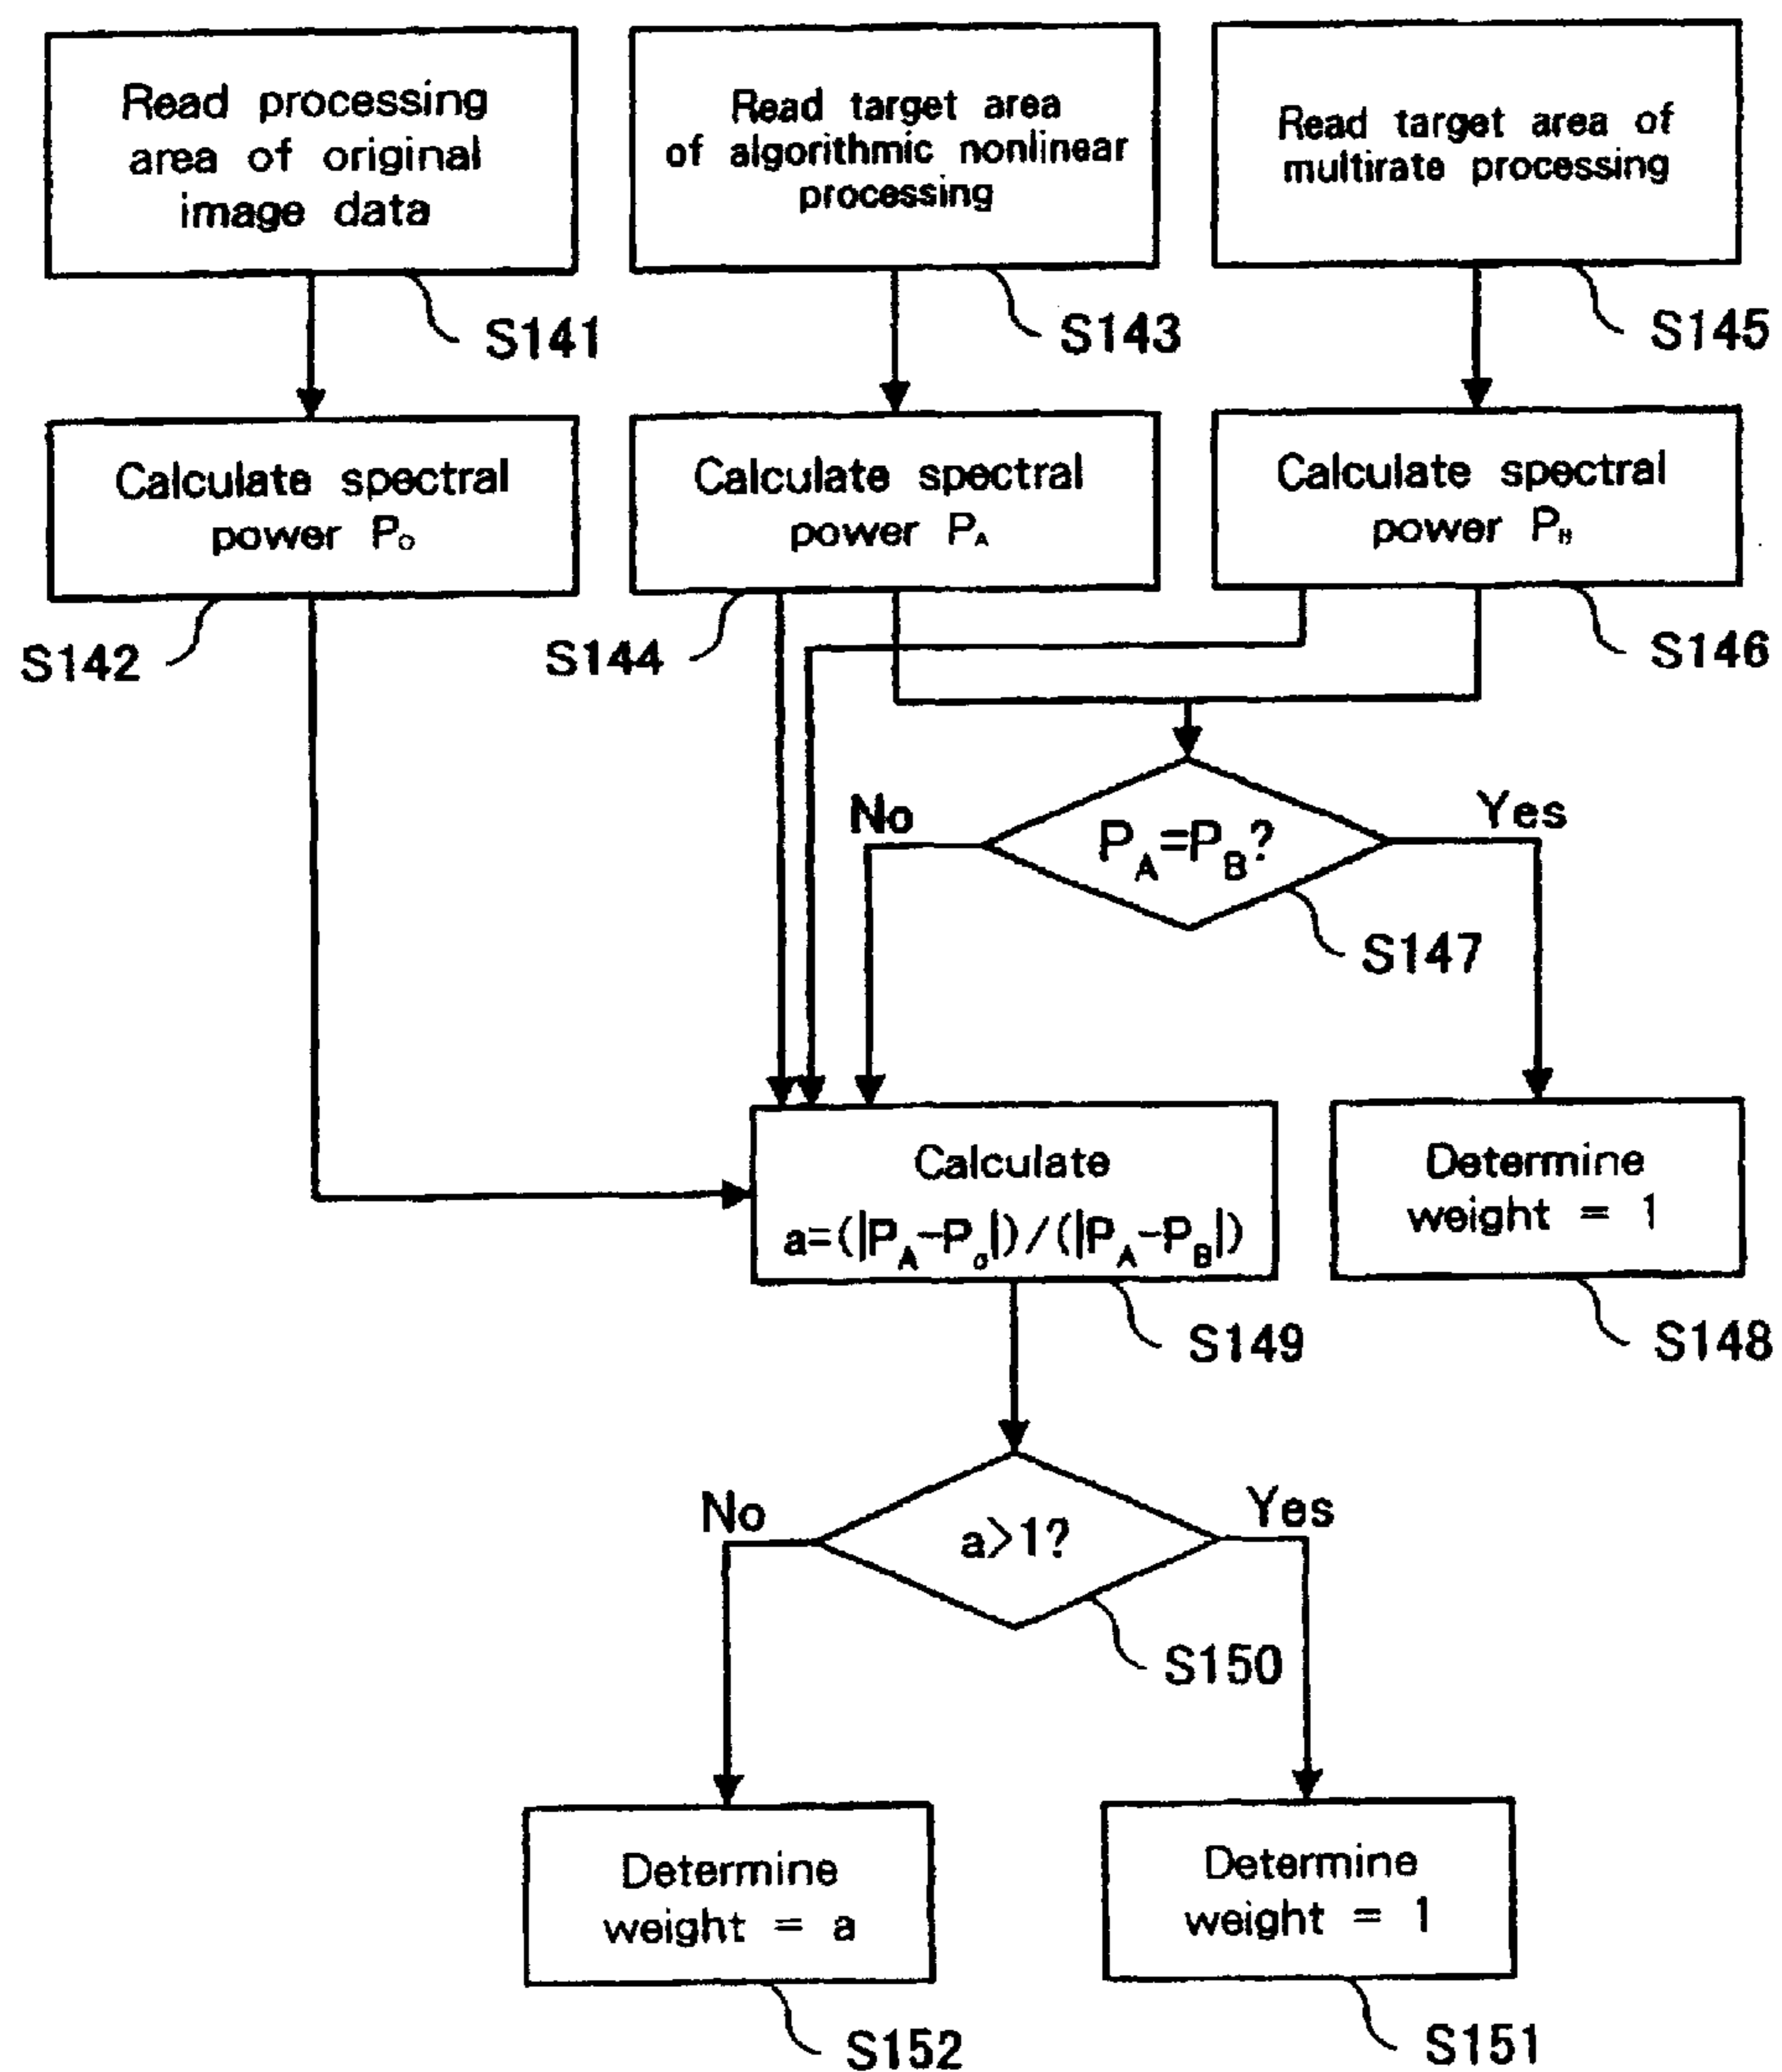 Read processing
area of original
image data
S141
Read target area
of algorithmic nonlinear
processing
S143
Read target area of
multirate processing
S145
Calculate spectral
power Po
S142
Calculate spectral
power PA
S144
Calculate spectral
power PB
S146
PA=PB?
No
Yes
S147
Calculate
a=(|PA-Po|)/(|PA-PB|)
S149
Determine
weight = 1
S148
a>1?
No
Yes
S150
Determine
weight = a
S152
Determine
weight = 1
S151